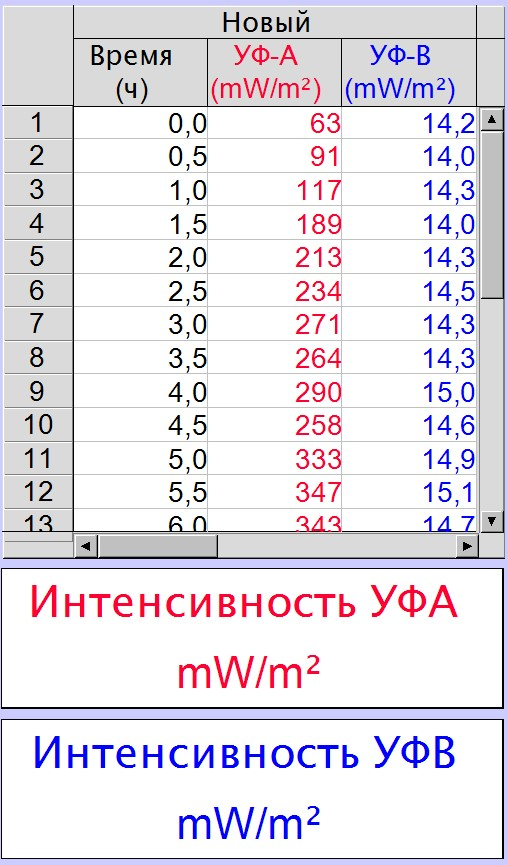 Новый
Время УФ-А УФ-В
(ч) (mW/m²) (mW/m²)
1 0,0 63 14,2
2 0,5 91 14,0
3 1,0 117 14,3
4 1,5 189 14,0
5 2,0 213 14,3
6 2,5 234 14,5
7 3,0 271 14,3
8 3,5 264 14,3
9 4,0 290 15,0
10 4,5 258 14,6
11 5,0 333 14,9
12 5,5 347 15,1
13 6,0 343 14,7
Интенсивность УФА
mW/m²
Интенсивность УФВ
mW/m²